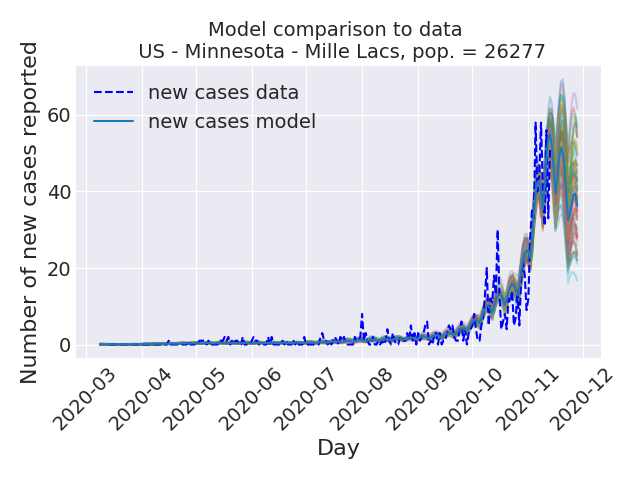 Model comparison to data
US - Minnesota - Mille Lacs, pop. = 26277
Number of new cases reported
60
40
20
0
new cases data
new cases model
2020-03
2020-04
2020-05
2020-06
2020-07
2020-08
2020-09
2020-10
2020-11
2020-12
Day